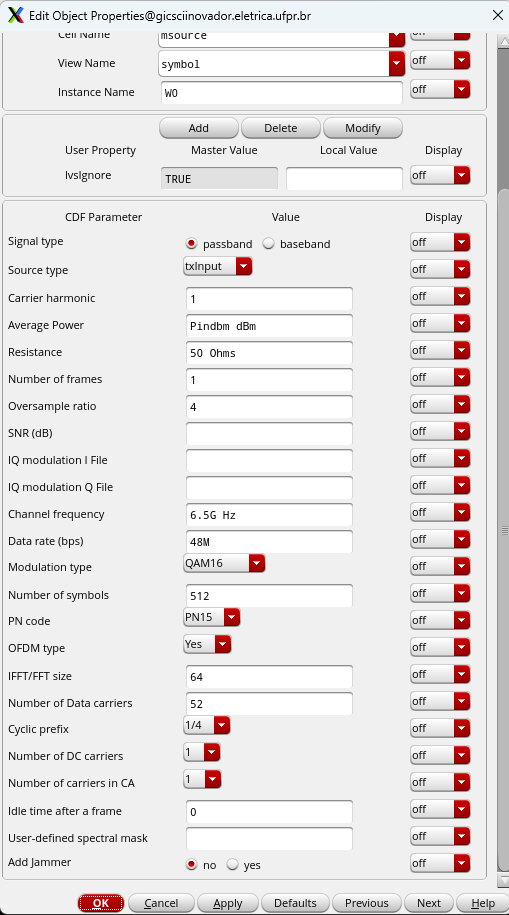 Edit Object Properties@gicsciinovador.eletrica.ufpr.br
Cell Name msource off
View Name symbol off
Instance Name W0 off
Add Delete Modify
User Property Master Value Local Value Display
lvsIgnore TRUE off
CDF Parameter Value Display
Signal type passband baseband off
Source type txInput off
Carrier harmonic 1 off
Average Power Pindbm dBm off
Resistance 50 Ohms off
Number of frames 1 off
Oversample ratio 4 off
SNR (dB) off
IQ modulation I File off
IQ modulation Q File off
Channel frequency 6.5G Hz off
Data rate (bps) 48M off
Modulation type QAM16 off
Number of symbols 512 off
PN code PN15 off
OFDM type Yes off
IFFT/FFT size 64 off
Number of Data carriers 52 off
Cyclic prefix 1/4 off
Number of DC carriers 1 off
Number of carriers in CA 1 off
Idle time after a frame 0 off
User-defined spectral mask off
Add Jammer no yes off
OK Cancel Apply Defaults Previous Next Help